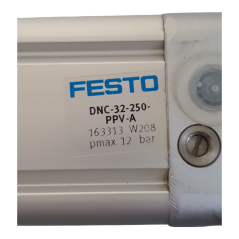 FESTO
DNC-32-250-
PPV-A
163313 W208
pmax. 12 bar